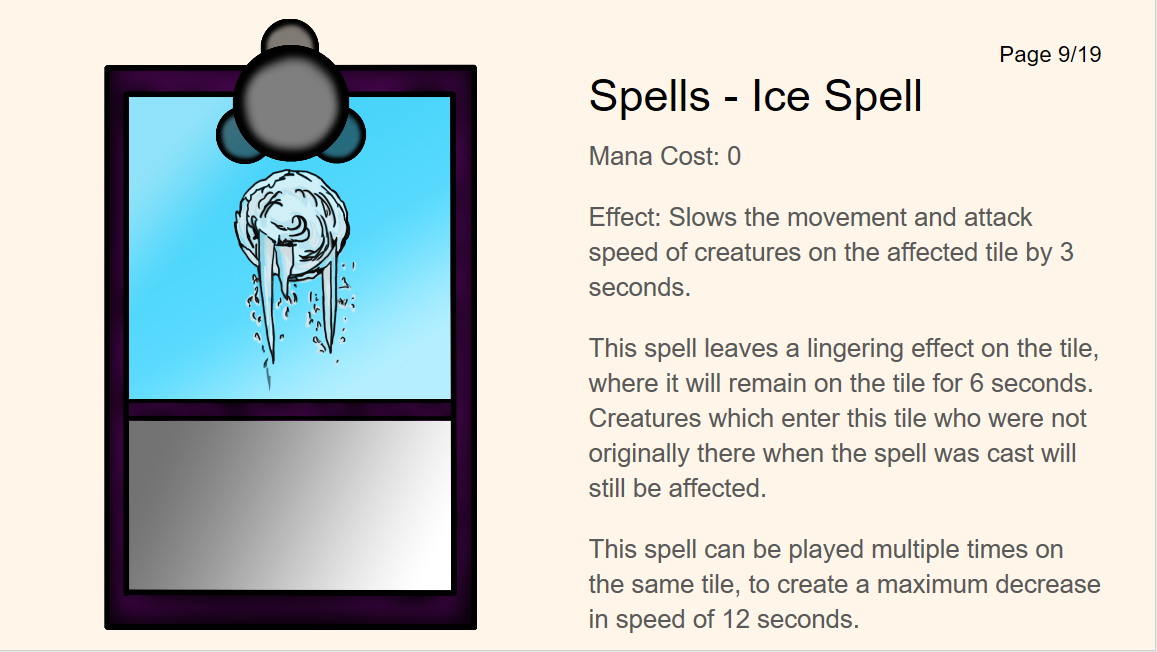 Page 9/19
Spells - Ice Spell
Mana Cost: 0
Effect: Slows the movement and attack
speed of creatures on the affected tile by 3
seconds.
This spell leaves a lingering effect on the tile,
where it will remain on the tile for 6 seconds.
Creatures which enter this tile who were not
originally there when the spell was cast will
still be affected.
This spell can be played multiple times on
the same tile, to create a maximum decrease
in speed of 12 seconds.